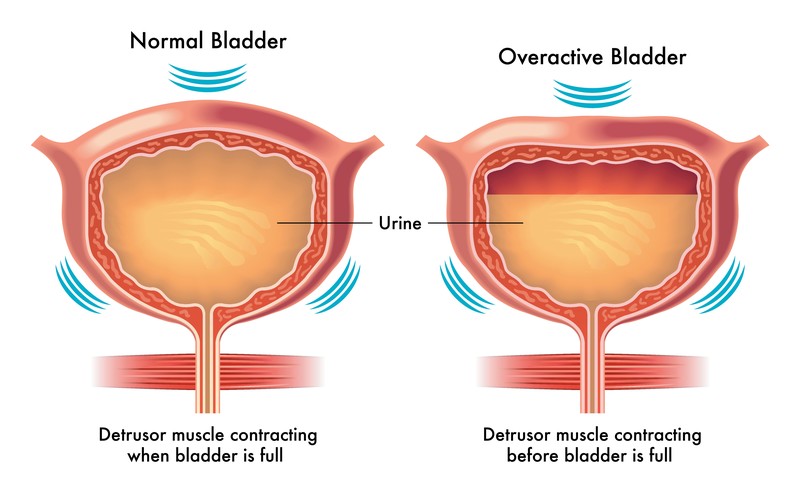 Normal Bladder
Overactive Bladder
Urine
Detrusor muscle contracting
when bladder is full
Detrusor muscle contracting
before bladder is full